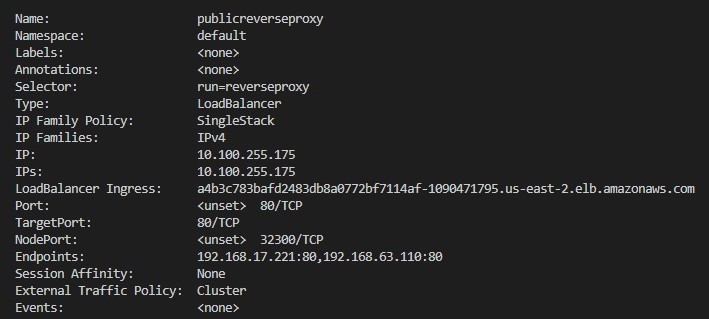 Name: publicreverseproxy
Namespace: default
Labels: <none>
Annotations: <none>
Selector: run=reverseproxy
Type: LoadBalancer
IP Family Policy: SingleStack
IP Families: IPv4
IP: 10.100.255.175
IPs: 10.100.255.175
LoadBalancer Ingress: a4b3c783bafd2483db8a0772bf7114af-1090471795.us-east-2.elb.amazonaws.com
Port: <unset> 80/TCP
TargetPort: 80/TCP
NodePort: <unset> 32300/TCP
Endpoints: 192.168.17.221:80,192.168.63.110:80
Session Affinity: None
External Traffic Policy: Cluster
Events: <none>